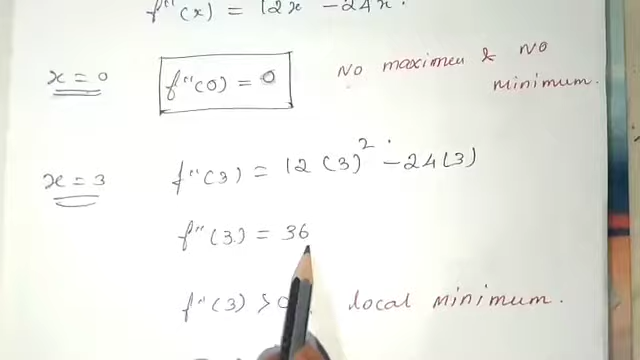 f''(x) = 12x² - 24x.
x = 0 f''(0) = 0 No maximum & no
minimum.
x = 3 f''(3) = 12 (3)² - 24(3)
f''(3) = 36
f''(3) > 0. local minimum.